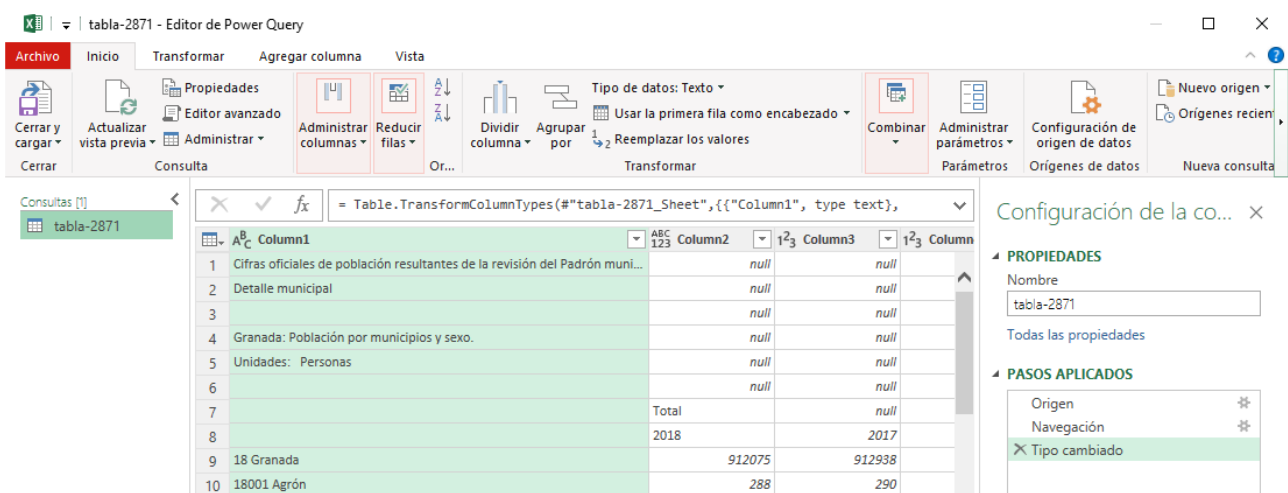 tabla-2871 - Editor de Power Query
Archivo Inicio Transformar Agregar columna Vista
Cerrar y cargar
Cerrar
Actualizar vista previa
Propiedades
Editor avanzado
Administrar
Consulta
Administrar columnas
Reducir filas
Or...
Dividir columna
Agrupar por
Tipo de datos: Texto
Usar la primera fila como encabezado
Reemplazar los valores
Transformar
Combinar
Administrar parámetros
Parámetros
Configuración de origen de datos
Orígenes de datos
Nuevo origen
Orígenes recien
Nueva consulta
Consultas [1]
tabla-2871
fx = Table.TransformColumnTypes(#"tabla-2871_Sheet",{{"Column1", type text},
ABC Column1 ABC 123 Column2 123 Column3 123 Column
1 Cifras oficiales de población resultantes de la revisión del Padrón muni... null null
2 Detalle municipal null null
3 null null
4 Granada: Población por municipios y sexo. null null
5 Unidades: Personas null null
6 null null
7 Total null
8 2018 2017
9 18 Granada 912075 912938
10 18001 Agrón 288 290
Configuración de la co...
PROPIEDADES
Nombre
tabla-2871
Todas las propiedades
PASOS APLICADOS
Origen
Navegación
Tipo cambiado